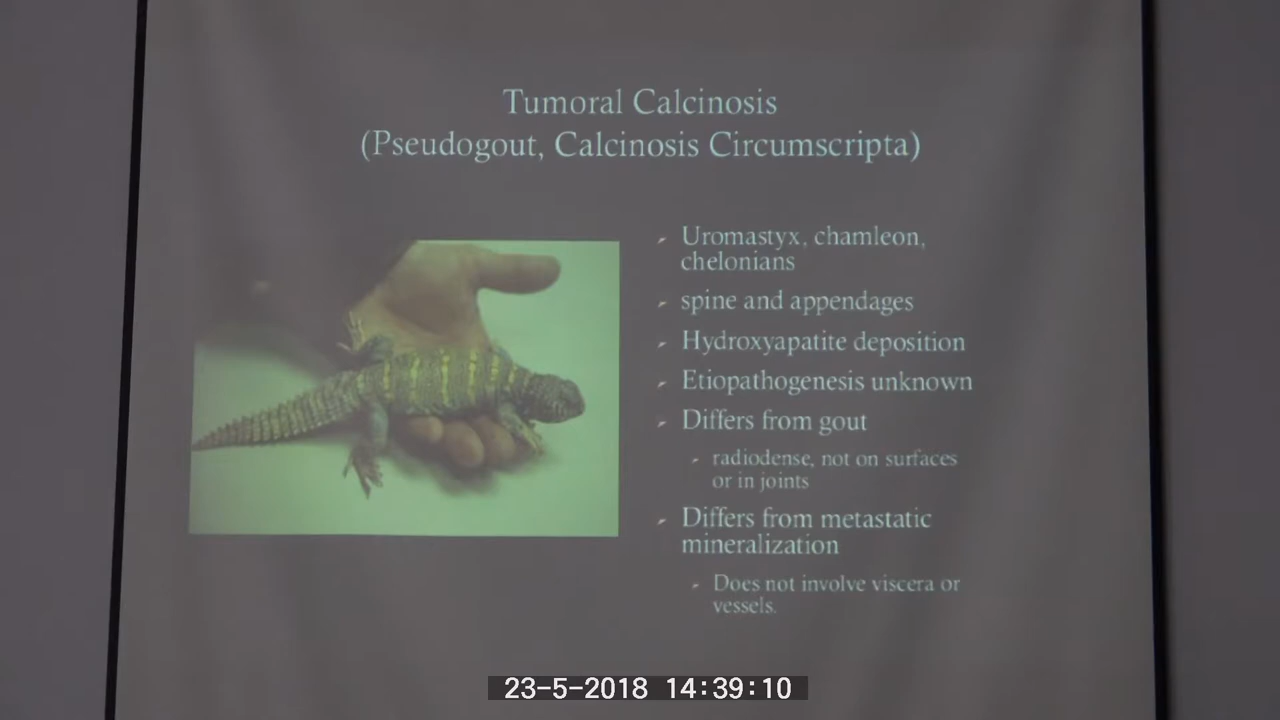 Tumoral Calcinosis
(Pseudogout, Calcinosis Circumscripta)
Uromastyx, chamleon,
chelonians
spine and appendages
Hydroxyapatite deposition
Etiopathogenesis unknown
Differs from gout
radiodense, not on surfaces
or in joints
Differs from metastatic
mineralization
Does not involve viscera or
vessels.
23-5-2018 14:39:10